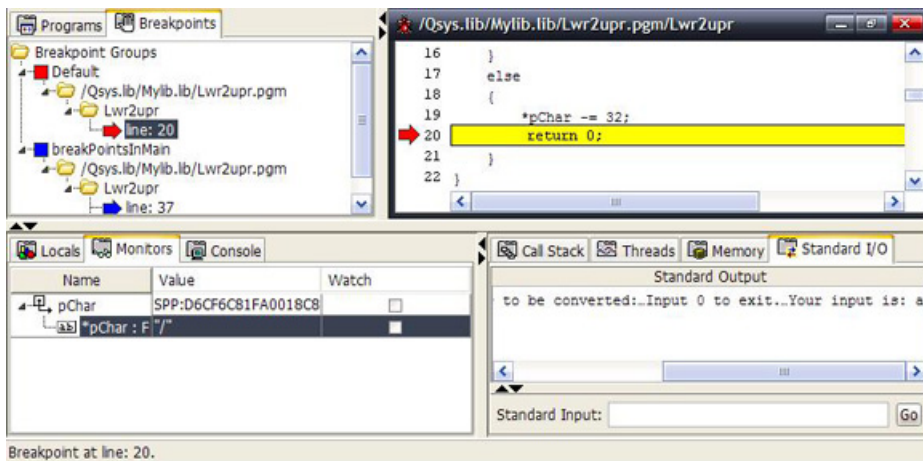 Programs Breakpoints
Breakpoint Groups
Default
/Qsys.lib/Mylib.lib/Lwr2upr.pgm
Lwr2upr
line: 20
breakPointsInMain
/Qsys.lib/Mylib.lib/Lwr2upr.pgm
Lwr2upr
line: 37
/Qsys.lib/Mylib.lib/Lwr2upr.pgm/Lwr2upr
16 }
17 else
18 {
19 *pChar -= 32;
20 return 0;
21 }
22 }
Locals Monitors Console
Name Value Watch
pChar SPP:D6CF6C81FA0018C8
*pChar : F "/"
Call Stack Threads Memory Standard I/O
Standard Output
to be converted:_Input 0 to exit._Your input is: a
Standard Input: Go
Breakpoint at line: 20.